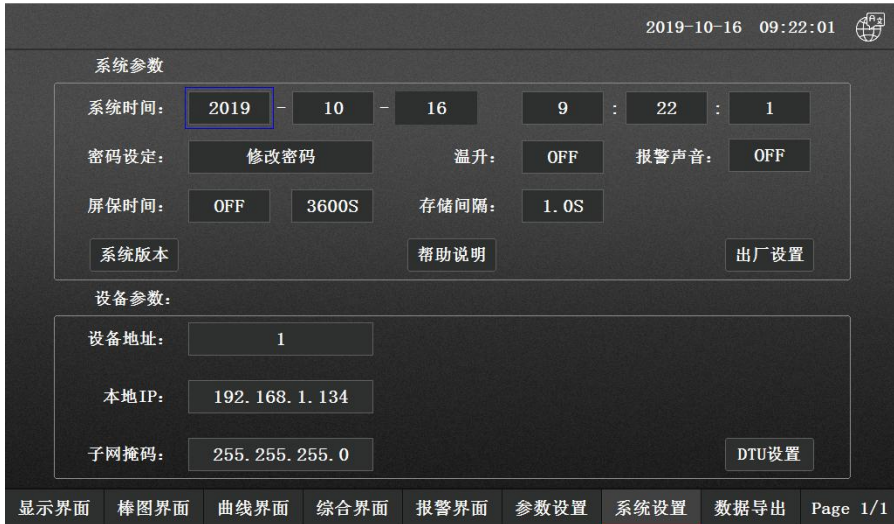 2019-10-16 09:22:01
系统参数
系统时间: 2019 - 10 - 16 9 : 22 : 1
密码设定: 修改密码 温升: OFF 报警声音: OFF
屏保时间: OFF 3600S 存储间隔: 1.0S
系统版本 帮助说明 出厂设置
设备参数:
设备地址: 1
本地IP: 192.168.1.134
子网掩码: 255.255.255.0 DTU设置
显示界面 棒图界面 曲线界面 综合界面 报警界面 参数设置 系统设置 数据导出 Page 1/1